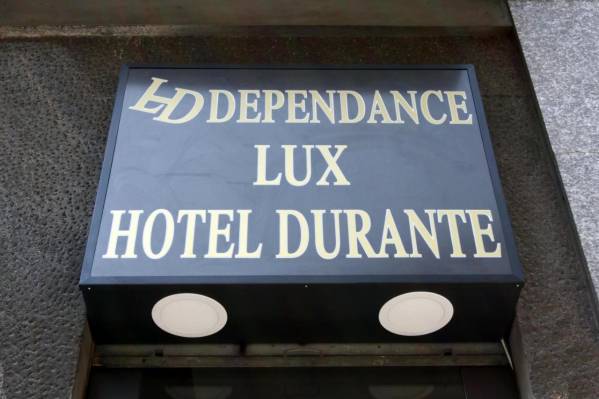 HD DEPENDANCE
LUX
HOTEL DURANTE